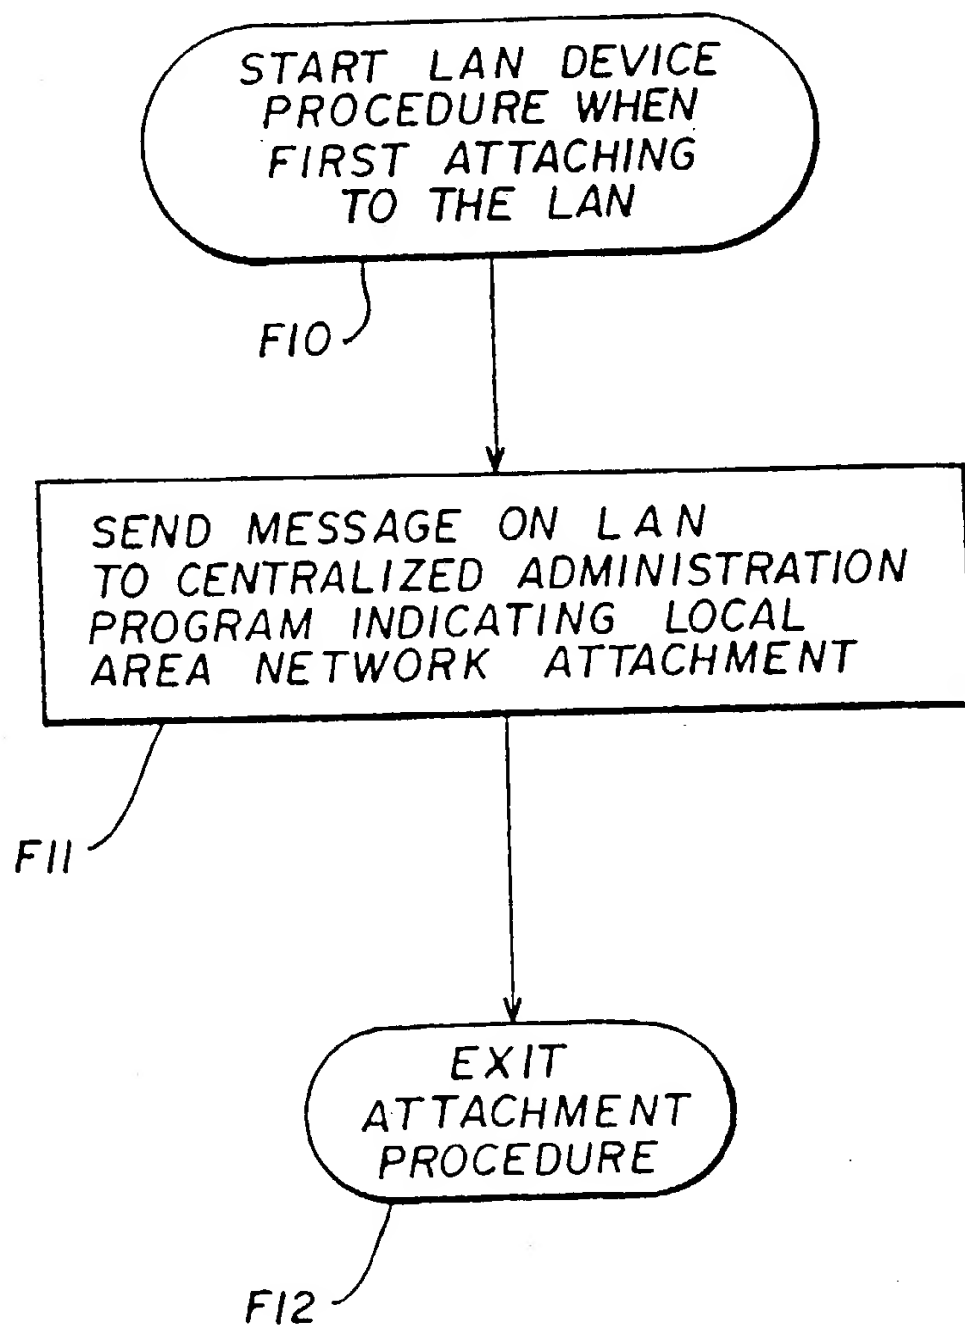 START LAN DEVICE
PROCEDURE WHEN
FIRST ATTACHING
TO THE LAN
F10
SEND MESSAGE ON LAN
TO CENTRALIZED ADMINISTRATION
PROGRAM INDICATING LOCAL
AREA NETWORK ATTACHMENT
F11
EXIT
ATTACHMENT
PROCEDURE
F12